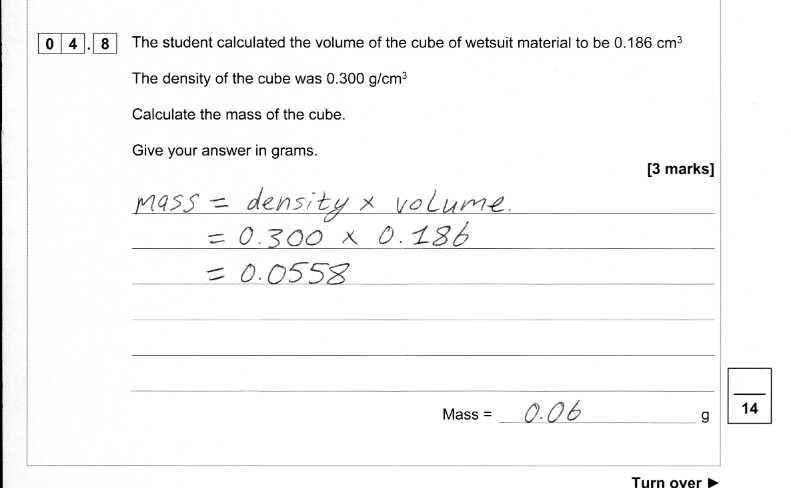 0 4 . 8 The student calculated the volume of the cube of wetsuit material to be 0.186 cm³
The density of the cube was 0.300 g/cm³
Calculate the mass of the cube.
Give your answer in grams.
[3 marks]
mass = density × volume.
= 0.300 × 0.186
= 0.0558
Mass = 0.06 g
14
Turn over ►